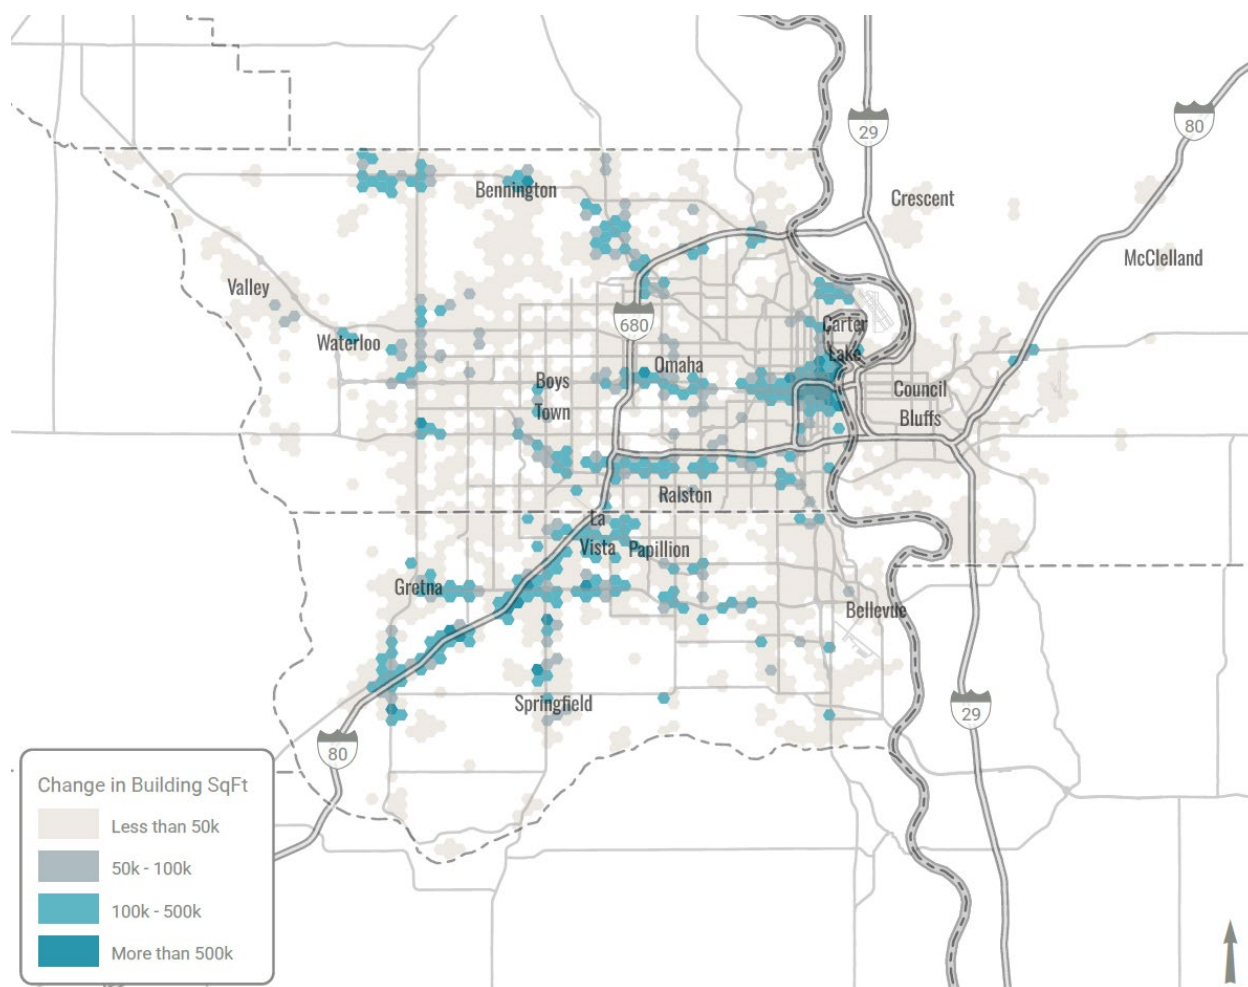 29
80
Crescent
Bennington
McClelland
Valley
680
Waterloo
Carter
Lake
Omaha
Boys
Town
Council
Bluffs
Ralston
La
Vista
Papillion
Gretna
Bellevue
Springfield
29
80
Change in Building SqFt
Less than 50k
50k - 100k
100k - 500k
More than 500k